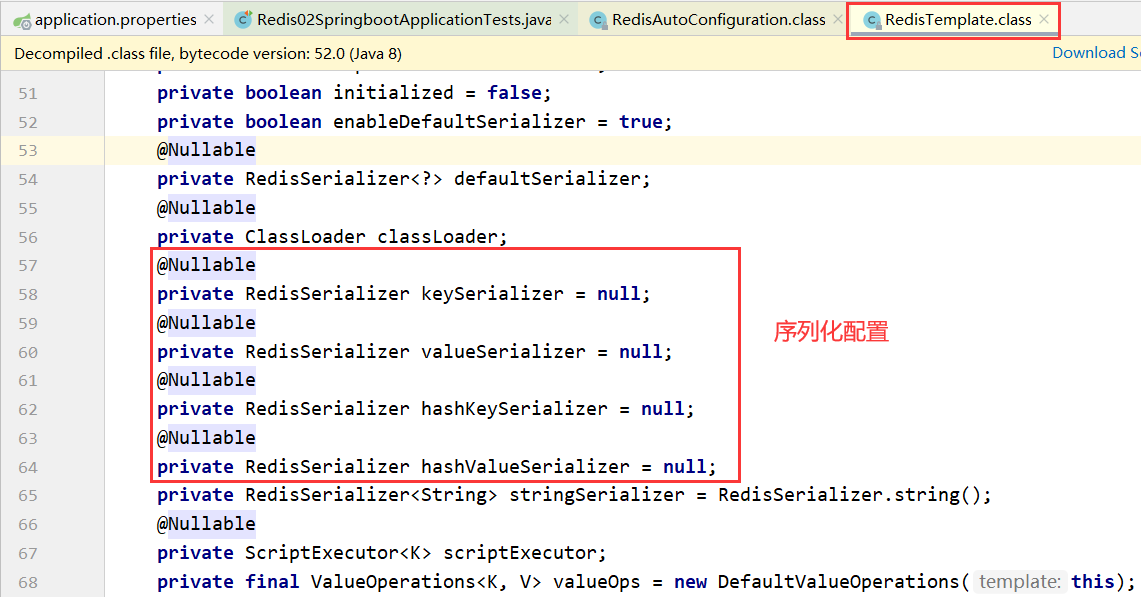 application.properties Redis02SpringbootApplicationTests.java RedisAutoConfiguration.class RedisTemplate.class
Decompiled .class file, bytecode version: 52.0 (Java 8) Download
51 private boolean initialized = false;
52 private boolean enableDefaultSerializer = true;
53 @Nullable
54 private RedisSerializer<?> defaultSerializer;
55 @Nullable
56 private ClassLoader classLoader;
57 @Nullable
58 private RedisSerializer keySerializer = null;
59 @Nullable
序列化配置
60 private RedisSerializer valueSerializer = null;
61 @Nullable
62 private RedisSerializer hashKeySerializer = null;
63 @Nullable
64 private RedisSerializer hashValueSerializer = null;
65 private RedisSerializer<String> stringSerializer = RedisSerializer.string();
66 @Nullable
67 private ScriptExecutor<K> scriptExecutor;
68 private final ValueOperations<K, V> valueOps = new DefaultValueOperations( template: this);